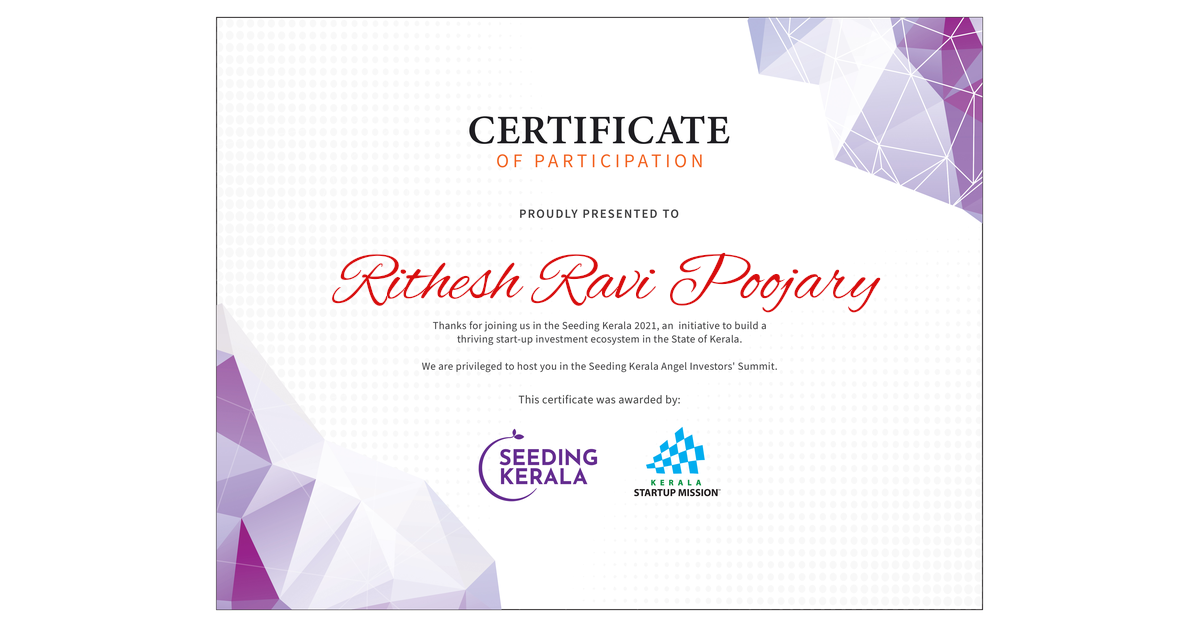 CERTIFICATE
OF PARTICIPATION
PROUDLY PRESENTED TO
Rithesh Ravi Poojary
Thanks for joining us in the Seeding Kerala 2021, an initiative to build a
thriving start-up investment ecosystem in the State of Kerala.
We are privileged to host you in the Seeding Kerala Angel Investors' Summit.
This certificate was awarded by:
SEEDING
KERALA
KERALA
STARTUP MISSION